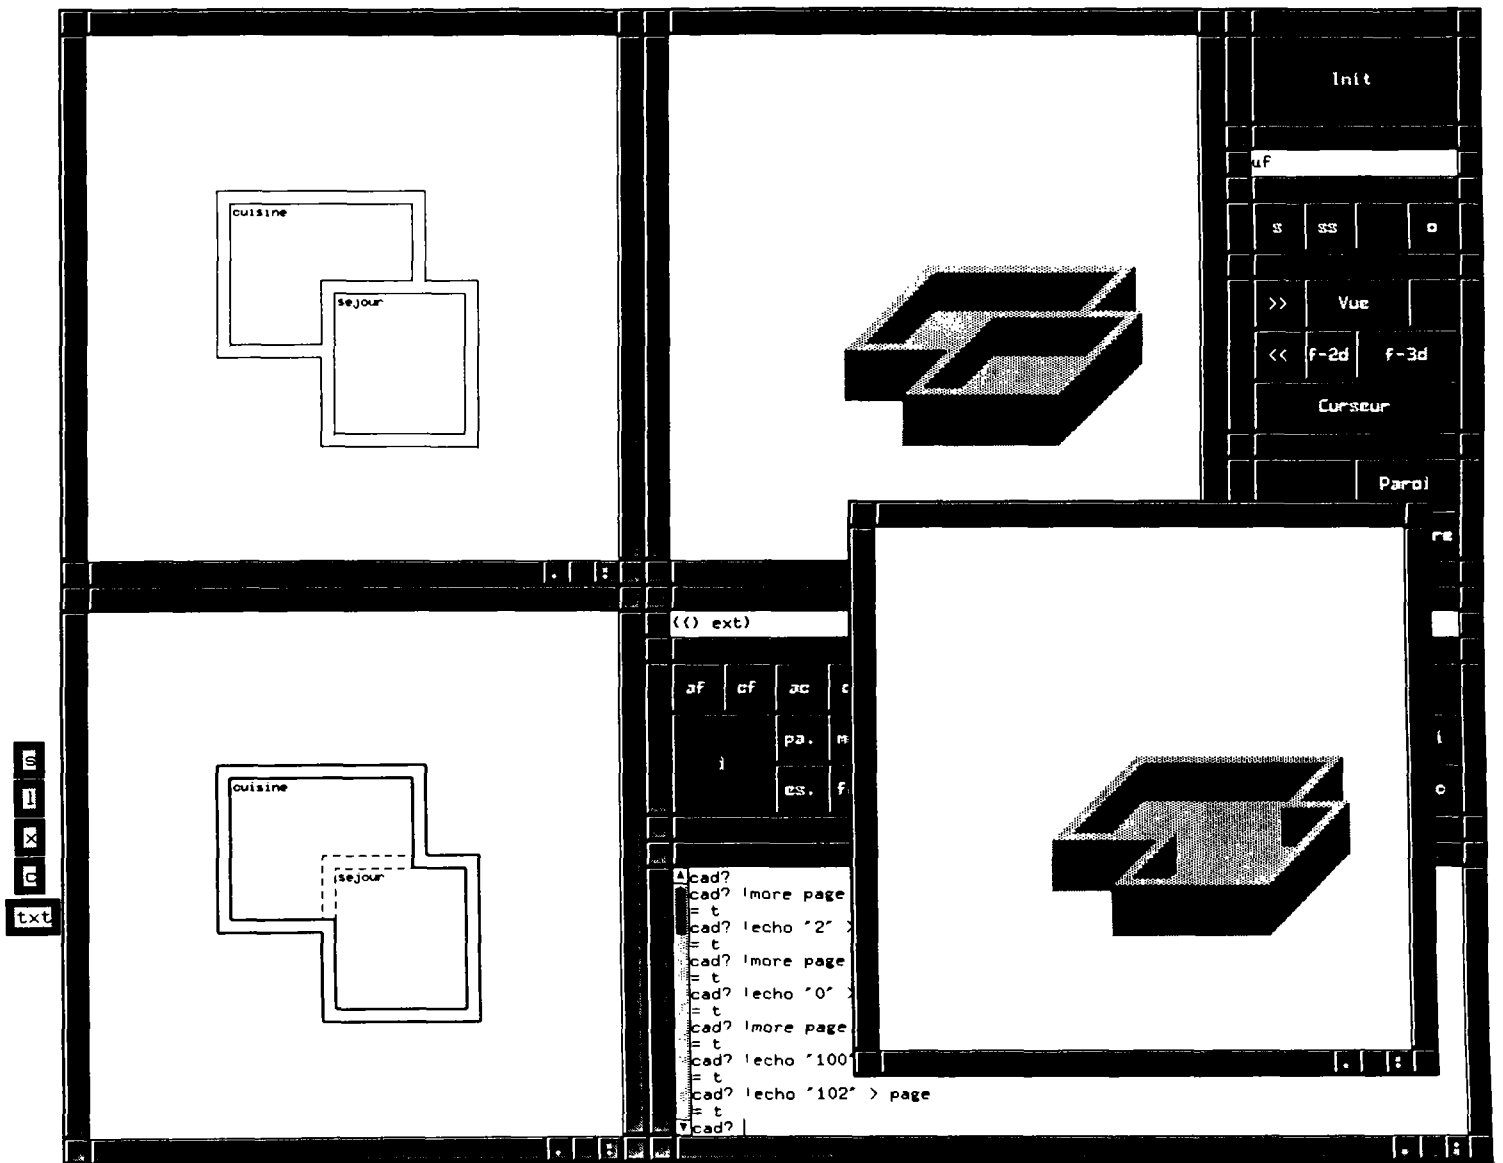 cuisine
sejour
Init
uf
s ss o
>> Vue
<< f-2d f-3d
Curseur
Paroi
re
cuisine
sejour
s
l
x
c
txt
(() ext)
af cf ac
pa. m
i
es. f
i
c
cad?
cad? !more page
= t
cad? !echo "2" >
= t
cad? !more page
= t
cad? !echo "0" >
= t
cad? !more page
= t
cad? !echo "100"
= t
cad? !echo "102" > page
= t
cad?